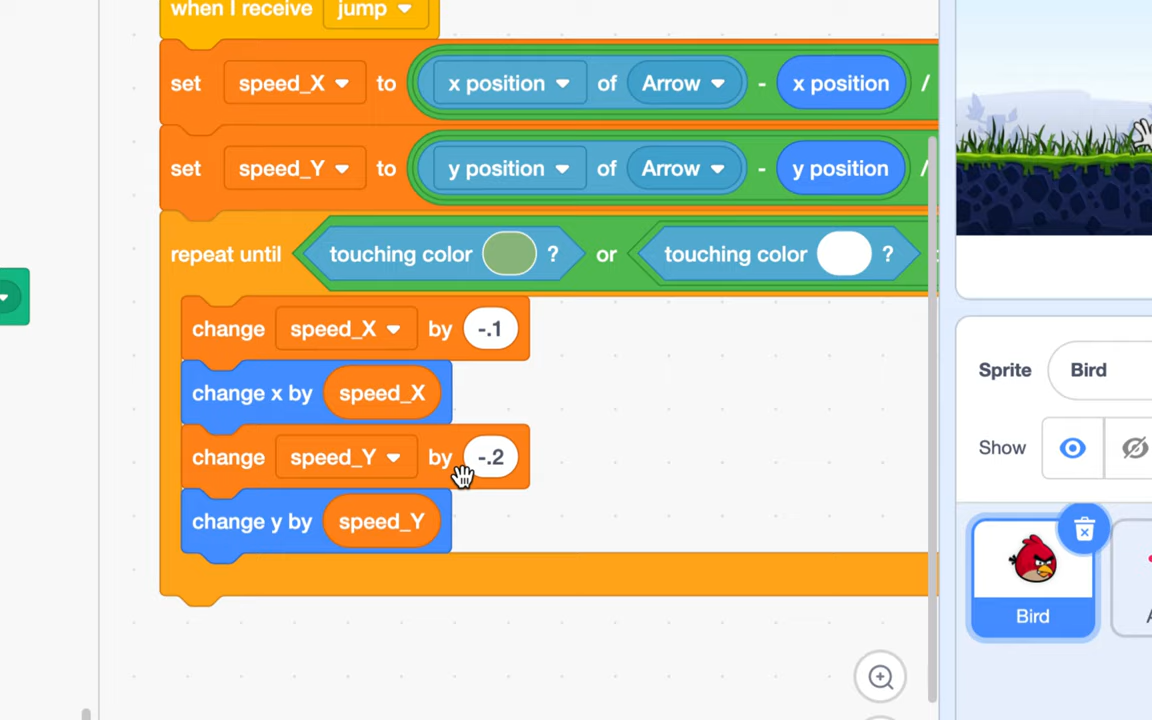 when I receive jump
set speed_X to x position of Arrow - x position /
set speed_Y to y position of Arrow - y position /
repeat until touching color ? or touching color ?
change speed_X by -.1
change x by speed_X
change speed_Y by -.2
change y by speed_Y
Sprite Bird
Show
Bird